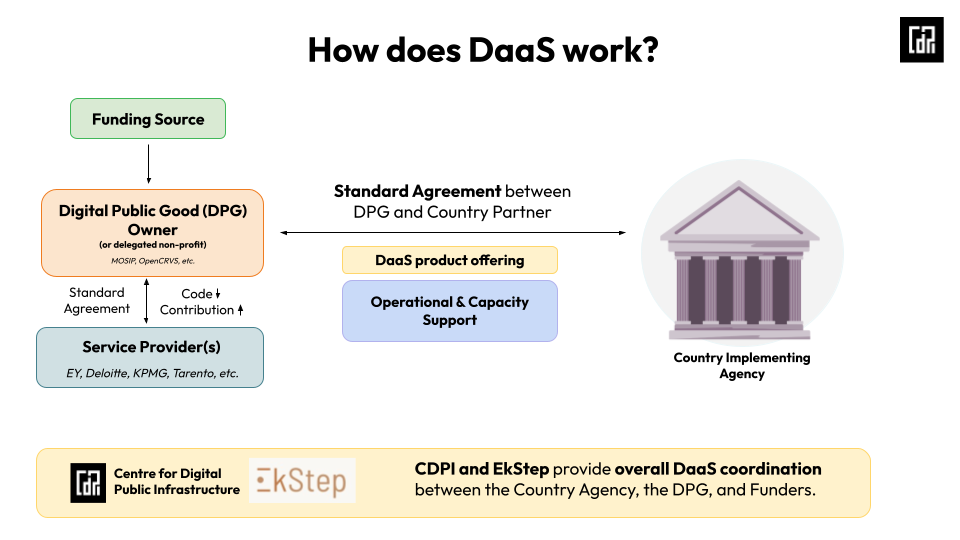 How does DaaS work?
CDPI
Funding Source
Digital Public Good (DPG)
Owner
(or delegated non-profit)
MOSIP, OpenCRVS, etc.
Standard
Agreement
Code
Contribution
Service Provider(s)
EY, Deloitte, KPMG, Tarento, etc.
Standard Agreement between
DPG and Country Partner
DaaS product offering
Operational & Capacity
Support
Country Implementing
Agency
CDPI
Centre for Digital
Public Infrastructure
EkStep
CDPI and EkStep provide overall DaaS coordination
between the Country Agency, the DPG, and Funders.